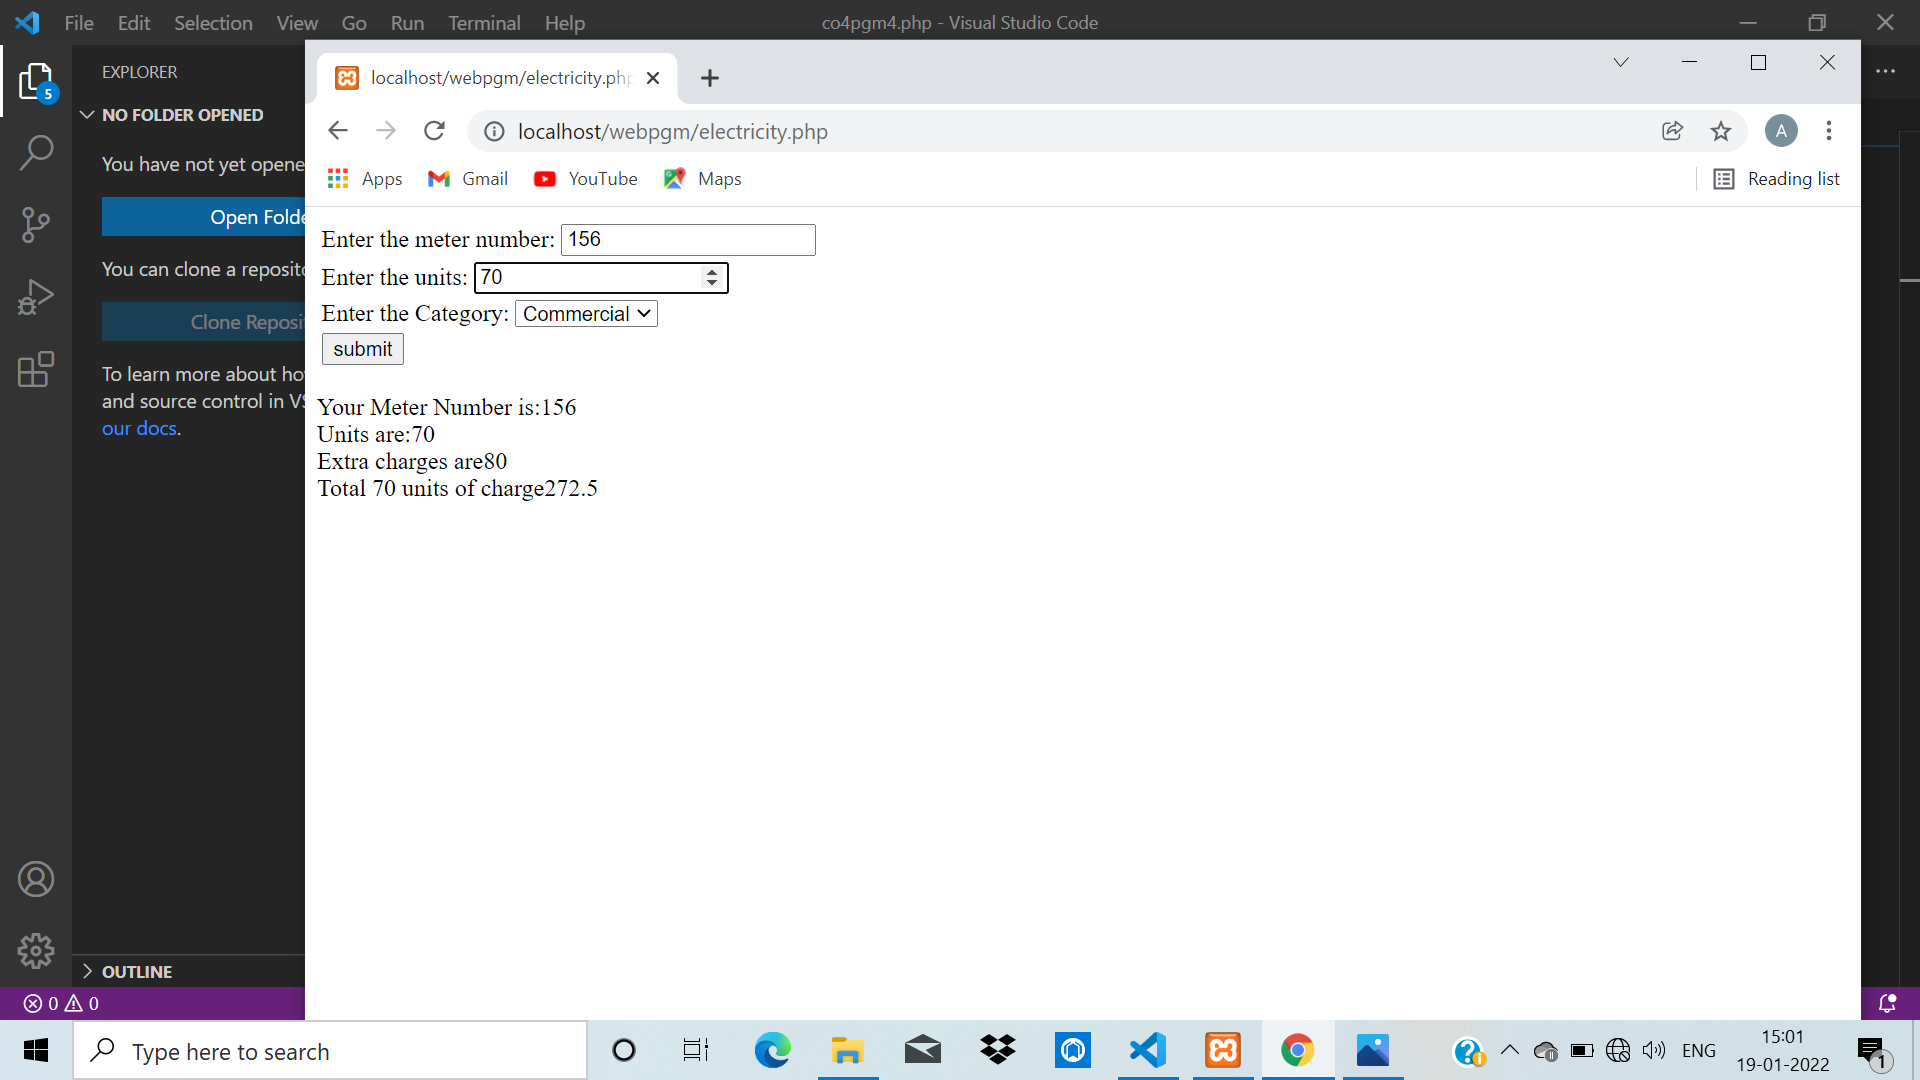 File Edit Selection View Go Run Terminal Help
co4pgm4.php - Visual Studio Code
EXPLORER
5
NO FOLDER OPENED
You have not yet opene
Open Folde
You can clone a reposito
Clone Reposit
To learn more about ho
and source control in VS
our docs.
OUTLINE
0 0
localhost/webpgm/electricity.php
localhost/webpgm/electricity.php
A
Apps Gmail YouTube Maps
Reading list
Enter the meter number: 156
Enter the units: 70
Enter the Category: Commercial
submit
Your Meter Number is:156
Units are:70
Extra charges are80
Total 70 units of charge272.5
Type here to search
ENG
15:01
19-01-2022
1